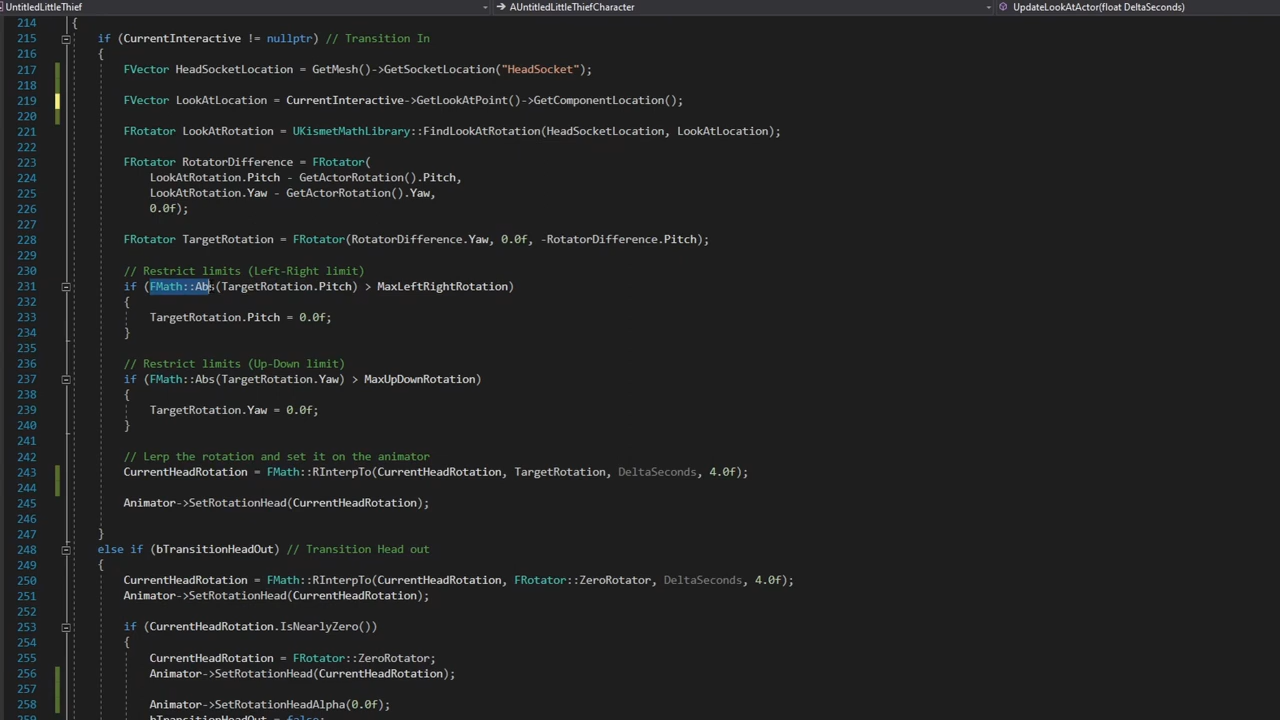 UntitledLittleThief AUntitledLittleThiefCharacter UpdateLookAtActor(float DeltaSeconds)
214 {
215 if (CurrentInteractive != nullptr) // Transition In
216 {
217 FVector HeadSocketLocation = GetMesh()->GetSocketLocation("HeadSocket");
218
219 FVector LookAtLocation = CurrentInteractive->GetLookAtPoint()->GetComponentLocation();
220
221 FRotator LookAtRotation = UKismetMathLibrary::FindLookAtRotation(HeadSocketLocation, LookAtLocation);
222
223 FRotator RotatorDifference = FRotator(
224 LookAtRotation.Pitch - GetActorRotation().Pitch,
225 LookAtRotation.Yaw - GetActorRotation().Yaw,
226 0.0f);
227
228 FRotator TargetRotation = FRotator(RotatorDifference.Yaw, 0.0f, -RotatorDifference.Pitch);
229
230 // Restrict limits (Left-Right limit)
231 if (FMath::Abs(TargetRotation.Pitch) > MaxLeftRightRotation)
232 {
233 TargetRotation.Pitch = 0.0f;
234 }
235
236 // Restrict limits (Up-Down limit)
237 if (FMath::Abs(TargetRotation.Yaw) > MaxUpDownRotation)
238 {
239 TargetRotation.Yaw = 0.0f;
240 }
241
242 // Lerp the rotation and set it on the animator
243 CurrentHeadRotation = FMath::RInterpTo(CurrentHeadRotation, TargetRotation, DeltaSeconds, 4.0f);
244
245 Animator->SetRotationHead(CurrentHeadRotation);
246
247 }
248 else if (bTransitionHeadOut) // Transition Head out
249 {
250 CurrentHeadRotation = FMath::RInterpTo(CurrentHeadRotation, FRotator::ZeroRotator, DeltaSeconds, 4.0f);
251 Animator->SetRotationHead(CurrentHeadRotation);
252
253 if (CurrentHeadRotation.IsNearlyZero())
254 {
255 CurrentHeadRotation = FRotator::ZeroRotator;
256 Animator->SetRotationHead(CurrentHeadRotation);
257
258 Animator->SetRotationHeadAlpha(0.0f);
259 bTransitionHeadOut = false;